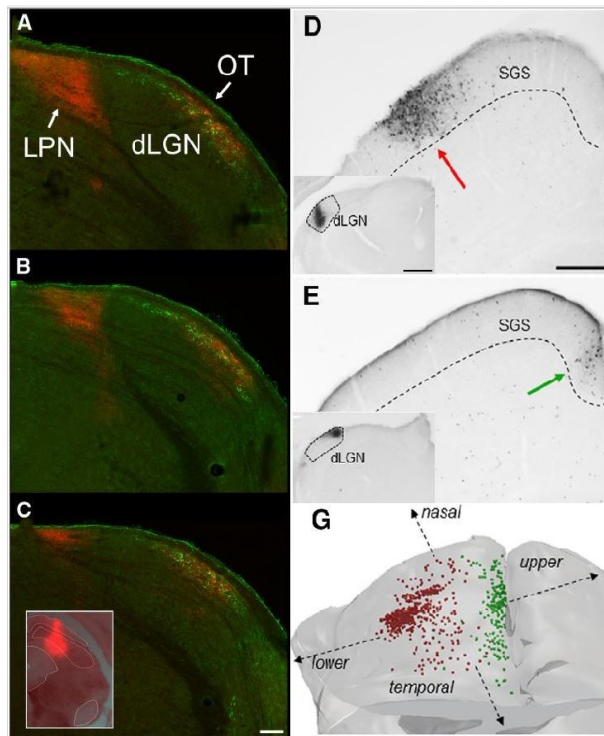 A
OT
LPN
dLGN
B
C
D
SGS
dLGN
E
SGS
dLGN
G
nasal
upper
lower
temporal